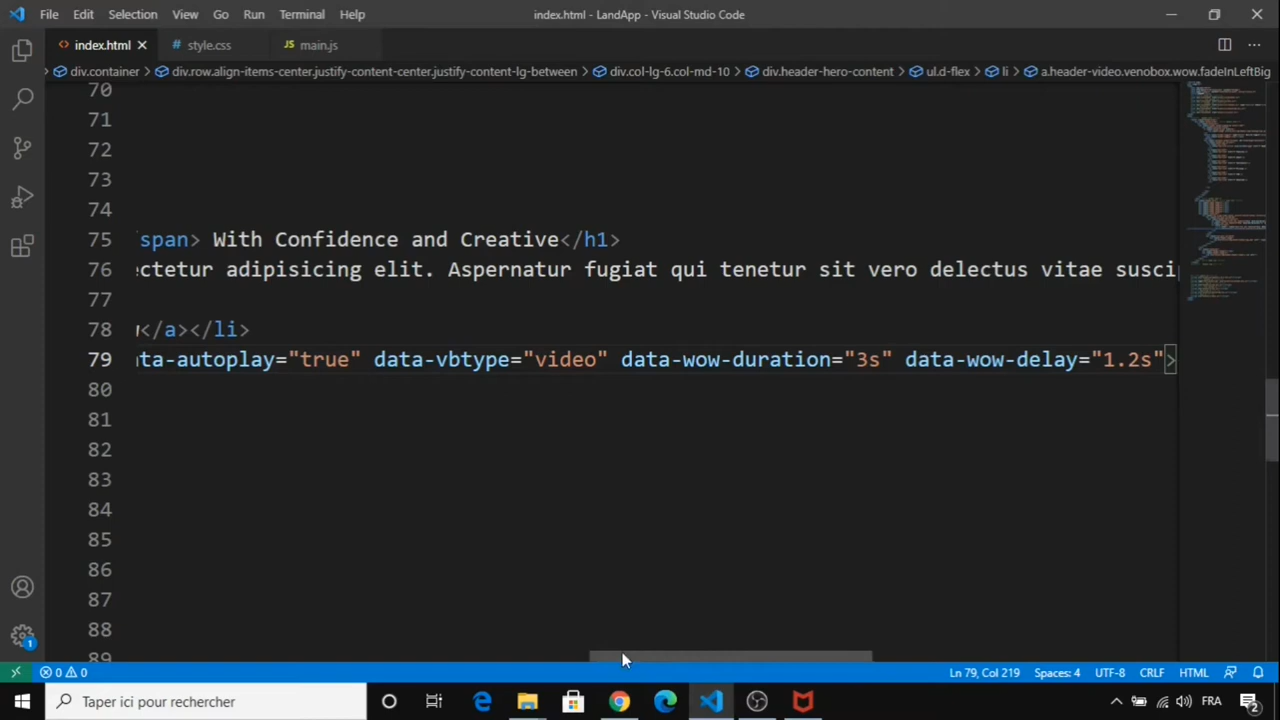 File Edit Selection View Go Run Terminal Help index.html - LandApp - Visual Studio Code
index.html style.css main.js
div.container > div.row.align-items-center.justify-content-center.justify-content-lg-between > div.col-lg-6.col-md-10 > div.header-hero-content > ul.d-flex > li > a.header-video.venobox.wow.fadeInLeftBig
70
71
72
73
74
75 span> With Confidence and Creative</h1>
76 ectetur adipisicing elit. Aspernatur fugiat qui tenetur sit vero delectus vitae susci
77
78 </a></li>
79 ta-autoplay="true" data-vbtype="video" data-wow-duration="3s" data-wow-delay="1.2s">
80
81
82
83
84
85
86
87
88
89
1
0 0 Ln 79, Col 219 Spaces: 4 UTF-8 CRLF HTML
Taper ici pour rechercher FRA 2